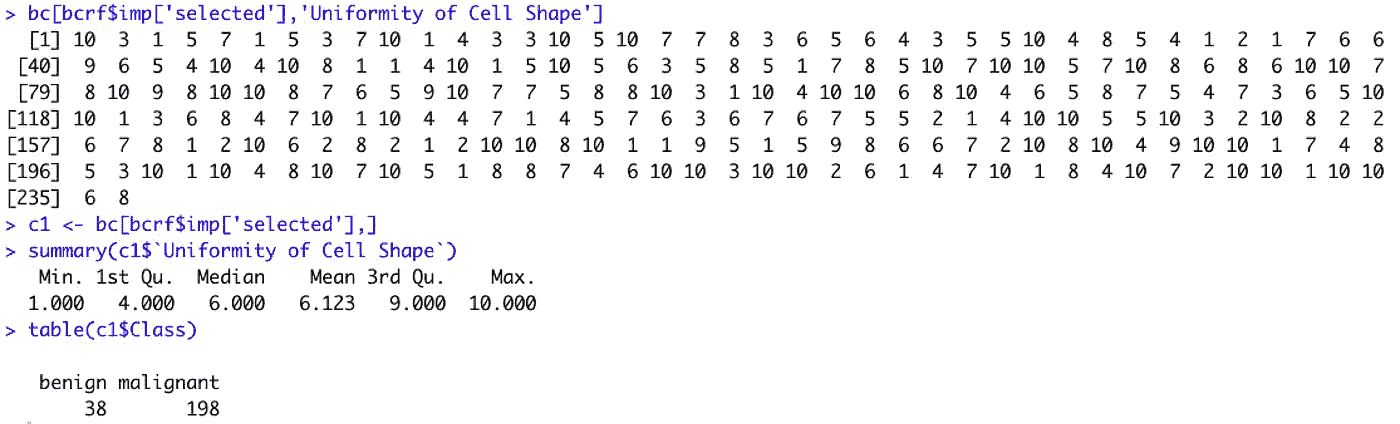 > bc[bcrf$imp['selected'],'Uniformity of Cell Shape']
[1] 10 3 1 5 7 1 5 3 7 10 1 4 3 3 10 5 10 7 7 8 3 6 5 6 4 3 5 5 10 4 8 5 4 1 2 1 7 6 6
[40] 9 6 5 4 10 4 10 8 1 1 4 10 1 5 10 5 6 3 5 8 5 1 7 8 5 10 7 10 10 5 7 10 8 6 8 6 10 10 7
[79] 8 10 9 8 10 10 8 7 6 5 9 10 7 7 5 8 8 10 3 1 10 4 10 10 6 8 10 4 6 5 8 7 5 4 7 3 6 5 10
[118] 10 1 3 6 8 4 7 10 1 10 4 4 7 1 4 5 7 6 3 6 7 6 7 5 5 2 1 4 10 10 5 5 10 3 2 10 8 2 2
[157] 6 7 8 1 2 10 6 2 8 2 1 2 10 10 8 10 1 1 9 5 1 5 9 8 6 6 7 2 10 8 10 4 9 10 10 1 7 4 8
[196] 5 3 10 1 10 4 8 10 7 10 5 1 8 8 7 4 6 10 10 3 10 10 2 6 1 4 7 10 1 8 4 10 7 2 10 10 1 10 10
[235] 6 8
> c1 <- bc[bcrf$imp['selected'],]
> summary(c1$`Uniformity of Cell Shape`)
Min. 1st Qu. Median Mean 3rd Qu. Max.
1.000 4.000 6.000 6.123 9.000 10.000
> table(c1$Class)
benign malignant
38 198